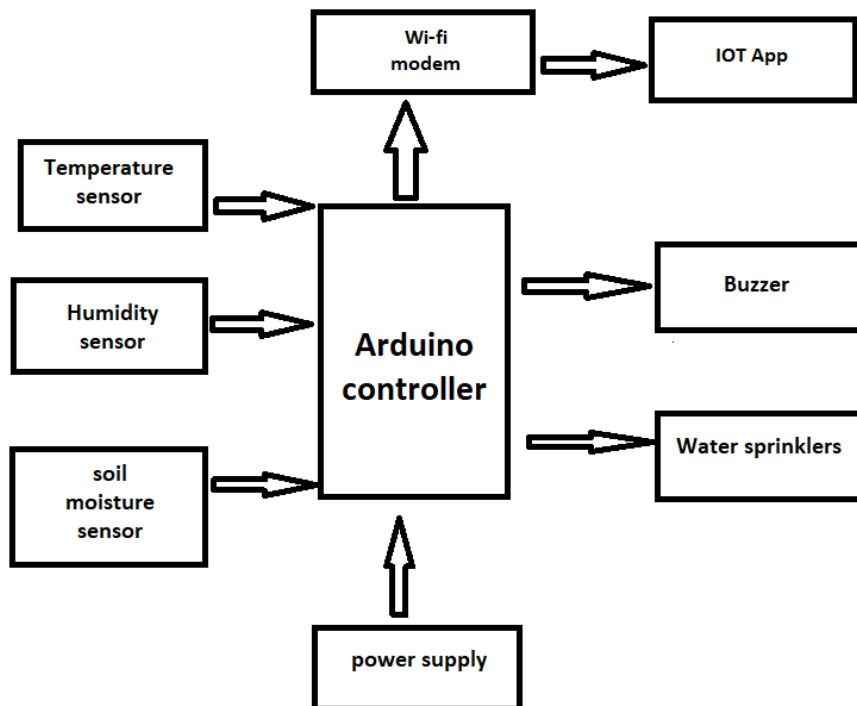 Wi-fi
modem
IOT App
Temperature
sensor
Humidity
sensor
soil
moisture
sensor
Arduino
controller
Buzzer
Water sprinklers
power supply